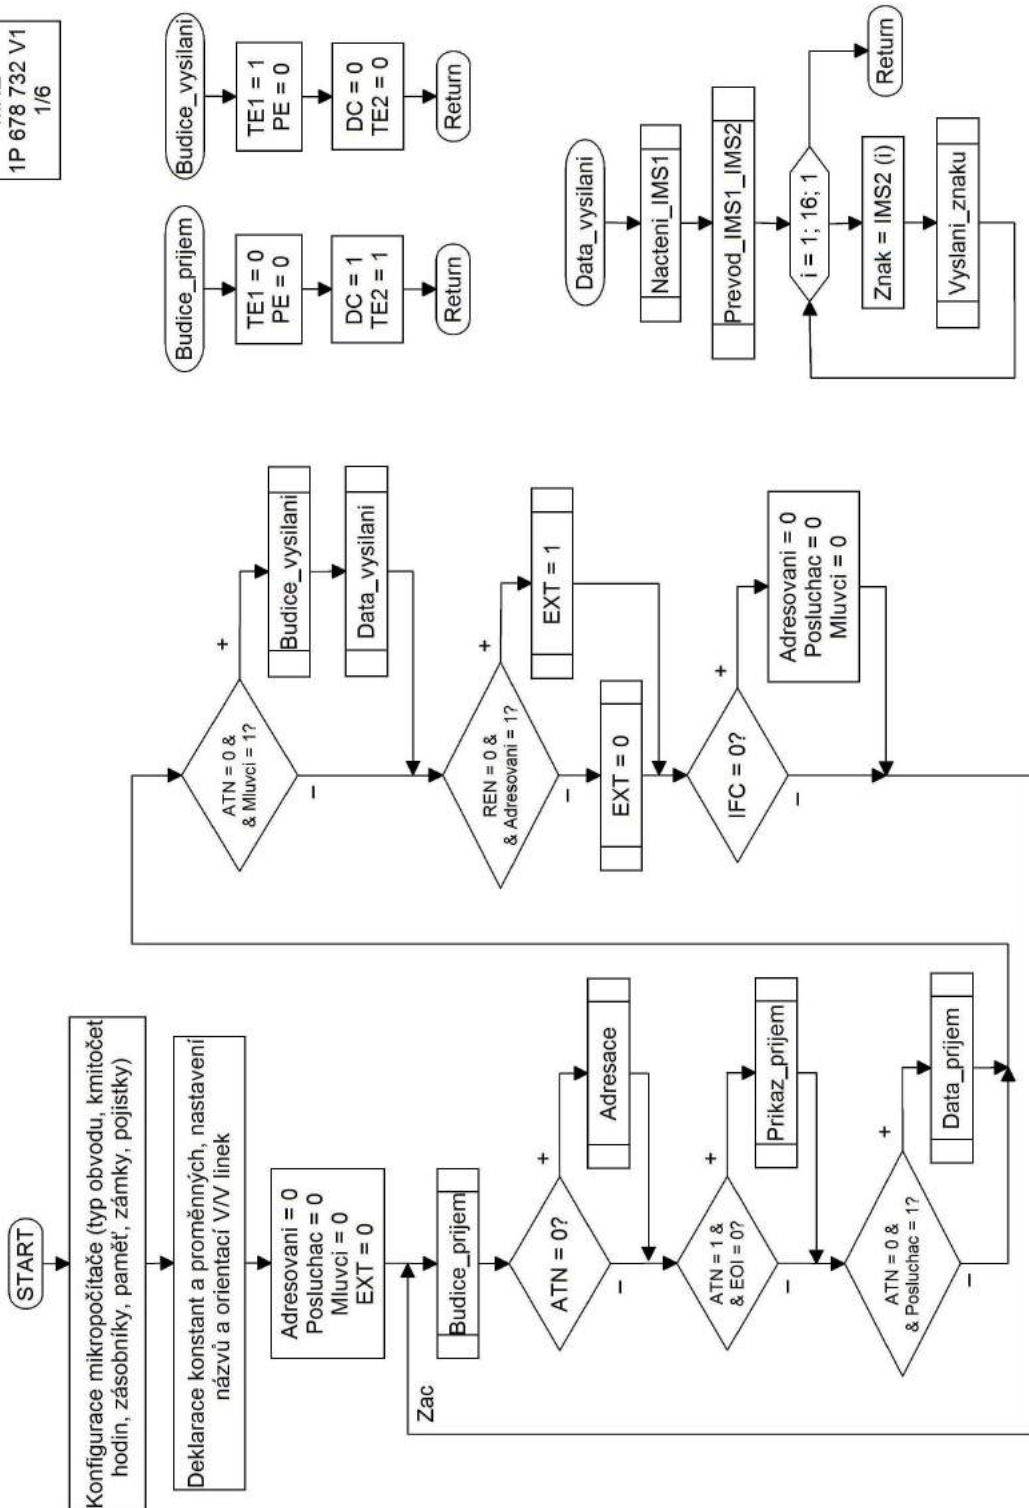 1P 678 732 V1
1/6
START
Konfigurace mikropočítače (typ obvodu, kmitočet
hodin, zásobníky, paměť, zámky, pojistky)
Deklarace konstant a proměnných, nastavení
názvů a orientací V/V linek
Adresovani = 0
Posluchac = 0
Mluvci = 0
EXT = 0
Zac
Budice_prijem
ATN = 0?
+
–
Adresace
ATN = 1 &
& EOI = 0?
+
–
Prikaz_prijem
ATN = 0 &
& Posluchac = 1?
+
–
Data_prijem
ATN = 0 &
& Mluvci = 1?
+
–
Budice_vysilani
Data_vysilani
REN = 0 &
& Adresovani = 1?
+
–
EXT = 1
EXT = 0
IFC = 0?
+
–
Adresovani = 0
Posluchac = 0
Mluvci = 0
Budice_prijem
TE1 = 0
PE = 0
DC = 1
TE2 = 1
Return
Budice_vysilani
TE1 = 1
PE = 0
DC = 0
TE2 = 0
Return
Data_vysilani
Nacteni_IMS1
Prevod_IMS1_IMS2
i = 1; 16; 1
Znak = IMS2 (i)
Vyslani_znaku
Return